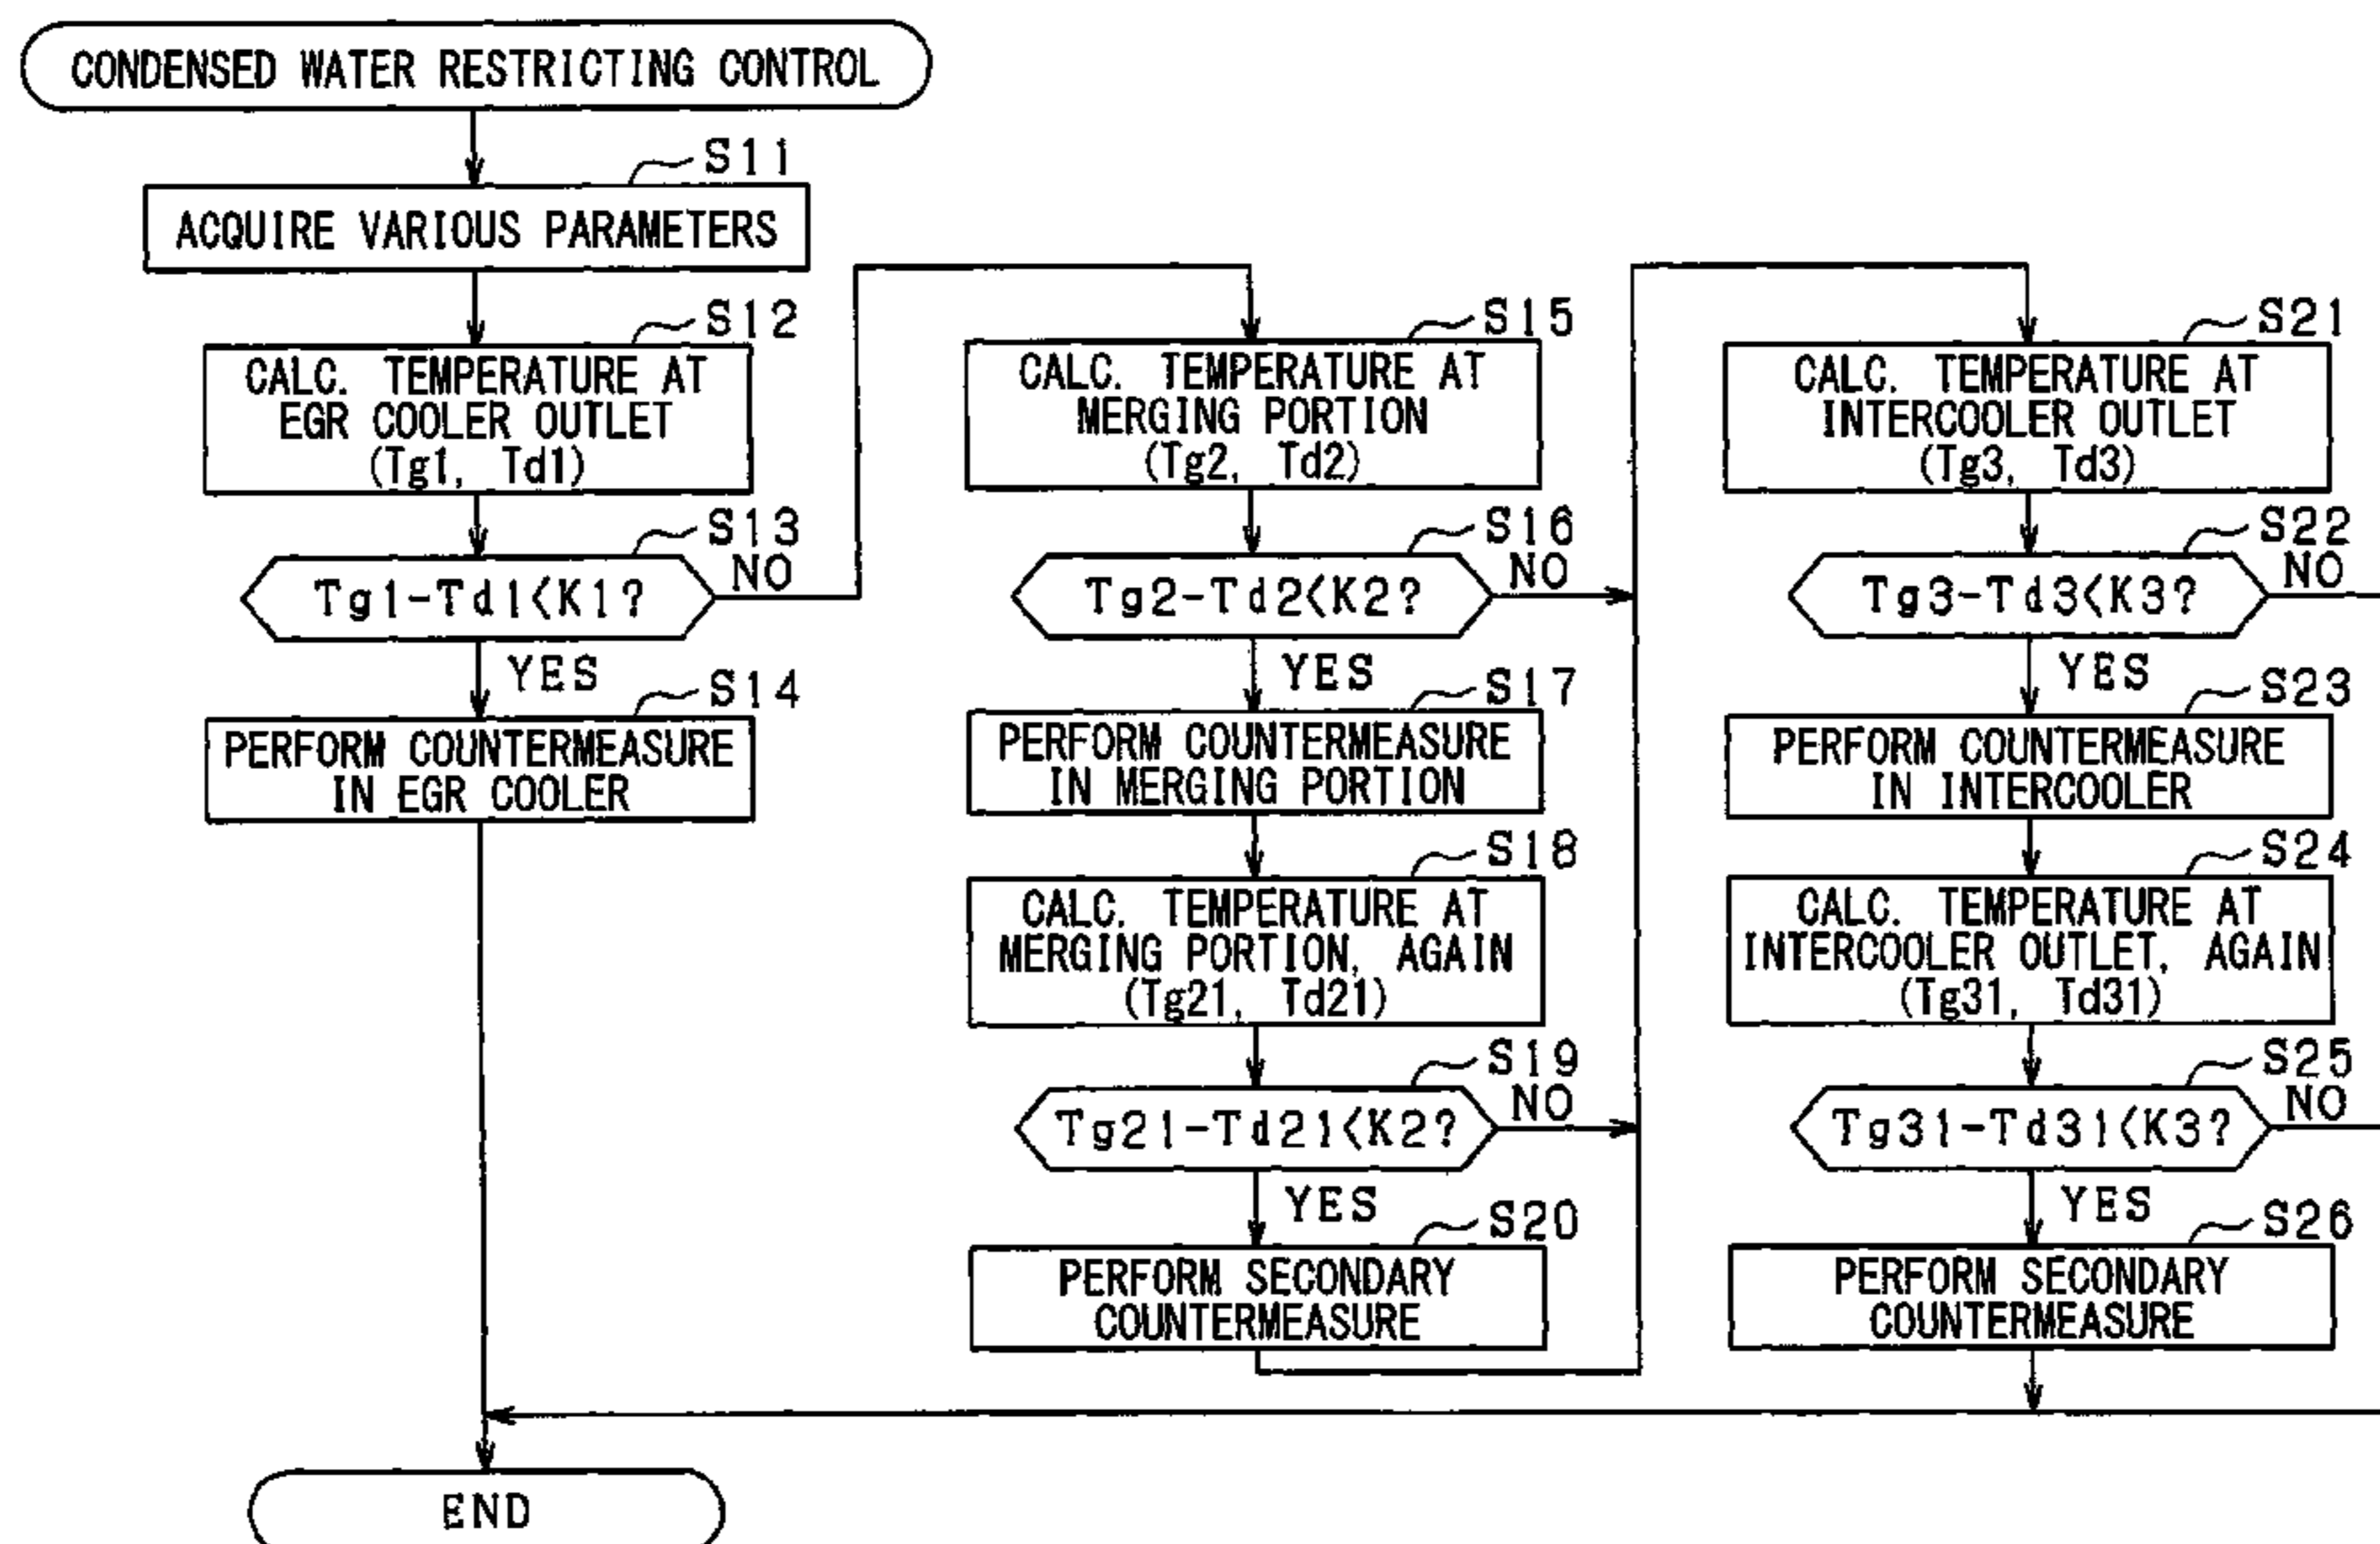 CONDENSED WATER RESTRICTING CONTROL
S11
ACQUIRE VARIOUS PARAMETERS
S12
CALC. TEMPERATURE AT
EGR COOLER OUTLET
(Tg1, Td1)
S13
Tg1-Td1<K1?
NO
YES
S14
PERFORM COUNTERMEASURE
IN EGR COOLER
S15
CALC. TEMPERATURE AT
MERGING PORTION
(Tg2, Td2)
S16
Tg2-Td2<K2?
NO
YES
S17
PERFORM COUNTERMEASURE
IN MERGING PORTION
S18
CALC. TEMPERATURE AT
MERGING PORTION, AGAIN
(Tg21, Td21)
S19
Tg21-Td21<K2?
NO
YES
S20
PERFORM SECONDARY
COUNTERMEASURE
S21
CALC. TEMPERATURE AT
INTERCOOLER OUTLET
(Tg3, Td3)
S22
Tg3-Td3<K3?
NO
YES
S23
PERFORM COUNTERMEASURE
IN INTERCOOLER
S24
CALC. TEMPERATURE AT
INTERCOOLER OUTLET, AGAIN
(Tg31, Td31)
S25
Tg31-Td31<K3?
NO
YES
S26
PERFORM SECONDARY
COUNTERMEASURE
END